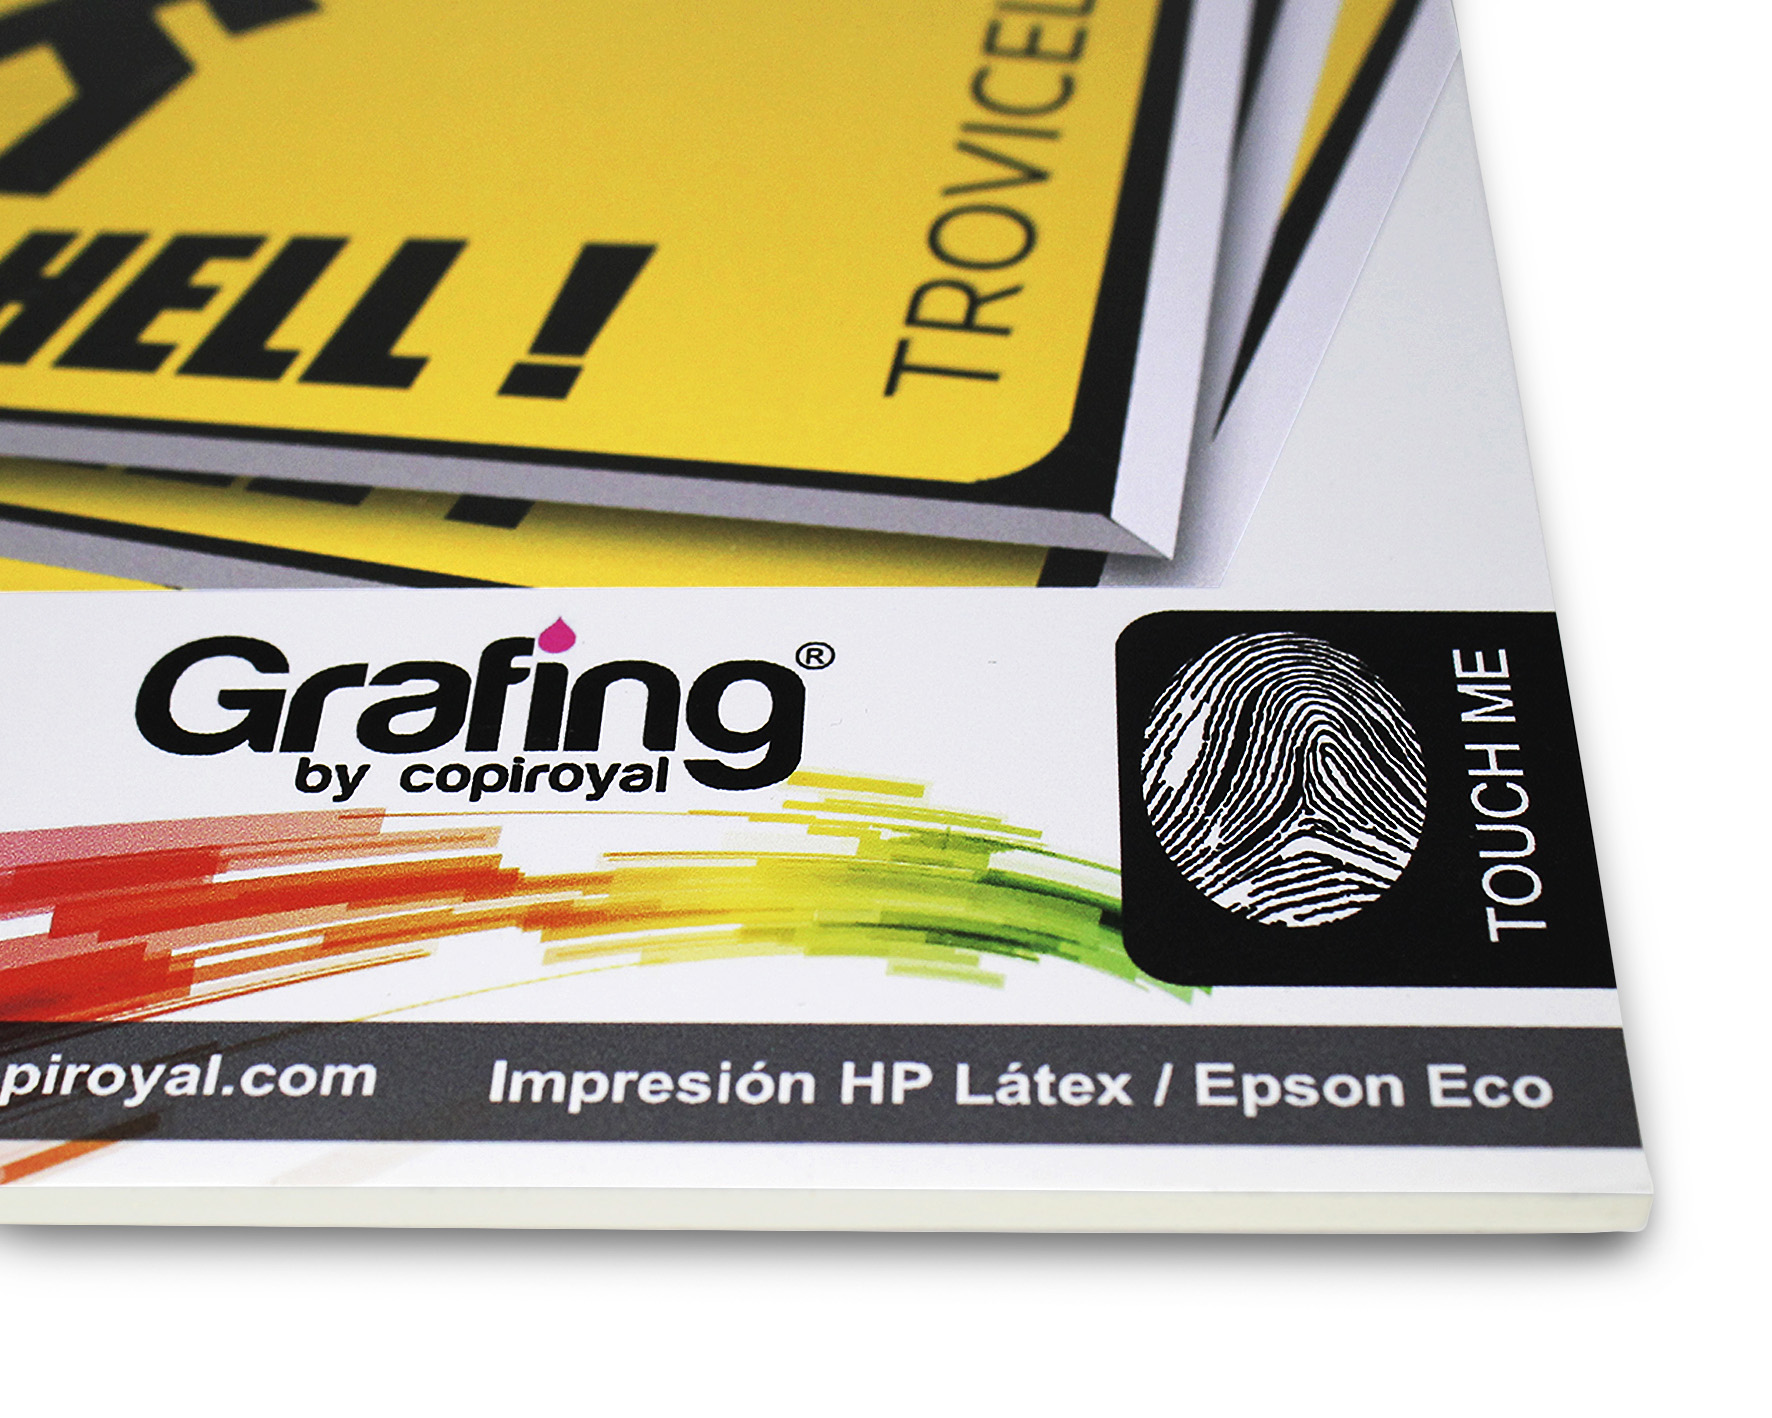 HELL !
TROVICEL
Grafing®
by copiroyal
TOUCH ME
piroyal.com Impresión HP Látex / Epson Eco